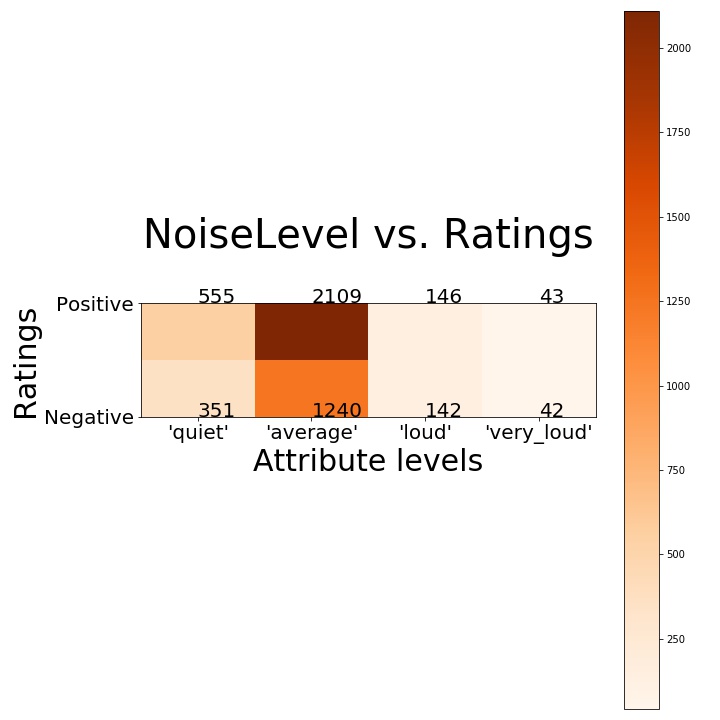 NoiseLevel vs. Ratings
Ratings
Positive
555 2109 146 43
Negative
351 1240 142 42
'quiet' 'average' 'loud' 'very_loud'
Attribute levels
2000
1750
1500
1250
1000
750
500
250